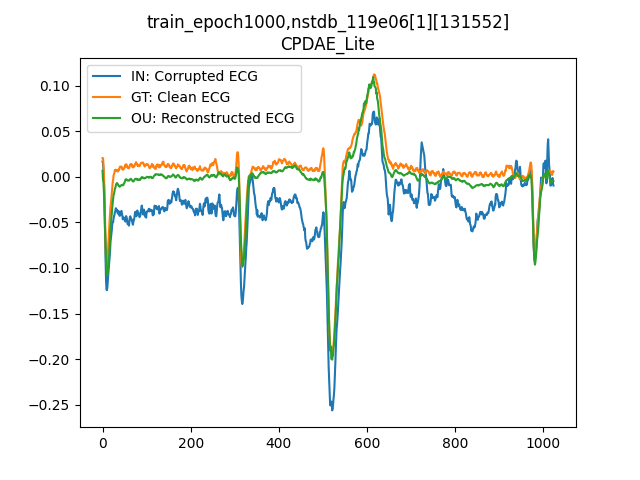 train_epoch1000,nstdb_119e06[1][131552]
CPDAE_Lite
IN: Corrupted ECG
GT: Clean ECG
OU: Reconstructed ECG
0.10
0.05
0.00
−0.05
−0.10
−0.15
−0.20
−0.25
0 200 400 600 800 1000